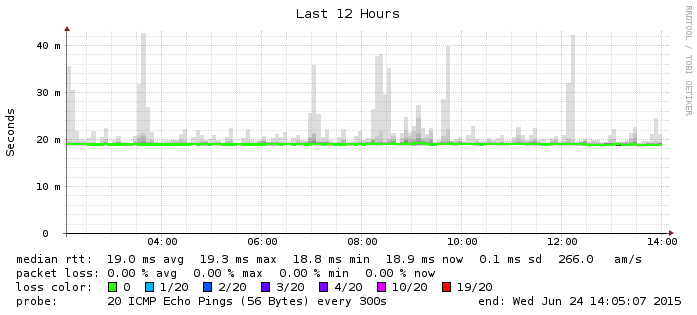 Last 12 Hours
RRDTOOL / TOBI OETIKER
Seconds
40 m
30 m
20 m
10 m
0
04:00 06:00 08:00 10:00 12:00 14:00
median rtt: 19.0 ms avg 19.3 ms max 18.8 ms min 18.9 ms now 0.1 ms sd 266.0 am/s
packet loss: 0.00 % avg 0.00 % max 0.00 % min 0.00 % now
loss color: 0 1/20 2/20 3/20 4/20 10/20 19/20
probe: 20 ICMP Echo Pings (56 Bytes) every 300s end: Wed Jun 24 14:05:07 2015